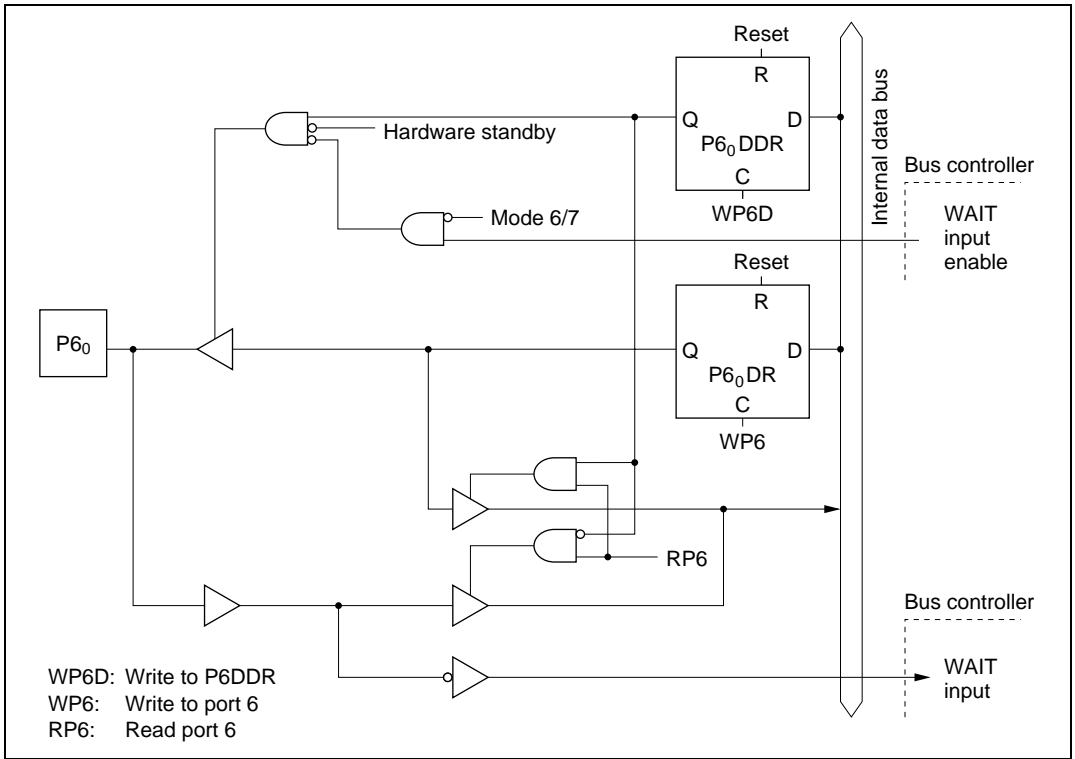 Reset
R
Q
D
P6₀DDR
C
WP6D
Hardware standby
Internal data bus
Bus controller
Mode 6/7
WAIT
input
enable
Reset
R
P6₀
Q
D
P6₀DR
C
WP6
RP6
Bus controller
WAIT
input
WP6D: Write to P6DDR
WP6: Write to port 6
RP6: Read port 6